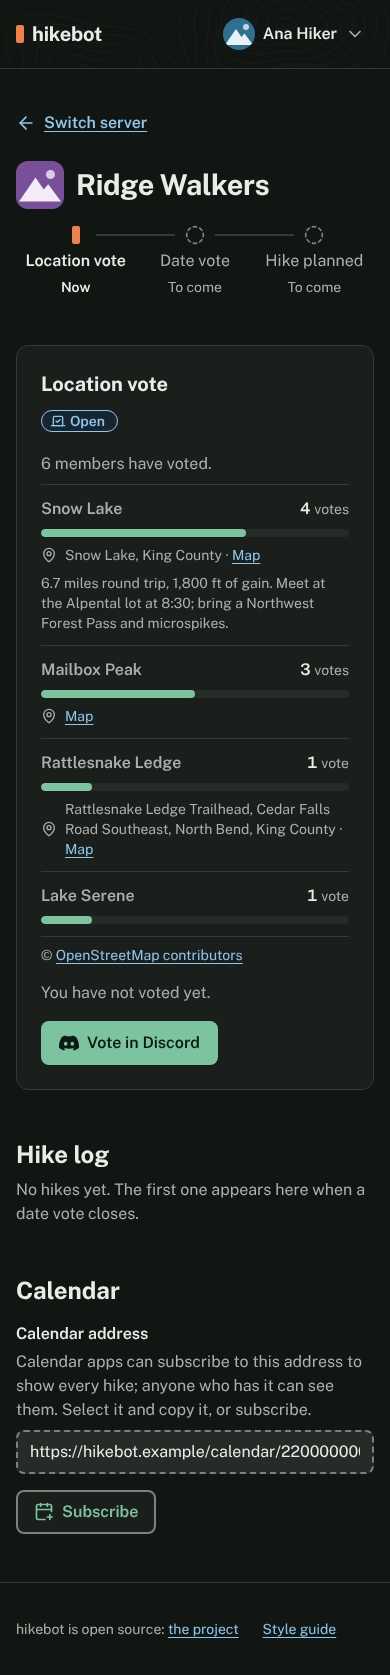 hikebot
Ana Hiker
Switch server
Ridge Walkers
Location vote
Date vote
Hike planned
Now
To come
To come
Location vote
Open
6 members have voted.
Snow Lake
4 votes
Snow Lake, King County · Map
6.7 miles round trip, 1,800 ft of gain. Meet at
the Alpental lot at 8:30; bring a Northwest
Forest Pass and microspikes.
Mailbox Peak
3 votes
Map
Rattlesnake Ledge
1 vote
Rattlesnake Ledge Trailhead, Cedar Falls
Road Southeast, North Bend, King County ·
Map
Lake Serene
1 vote
© OpenStreetMap contributors
You have not voted yet.
Vote in Discord
Hike log
No hikes yet. The first one appears here when a
date vote closes.
Calendar
Calendar address
Calendar apps can subscribe to this address to
show every hike; anyone who has it can see
them. Select it and copy it, or subscribe.
https://hikebot.example/calendar/22000000
Subscribe
hikebot is open source: the project
Style guide